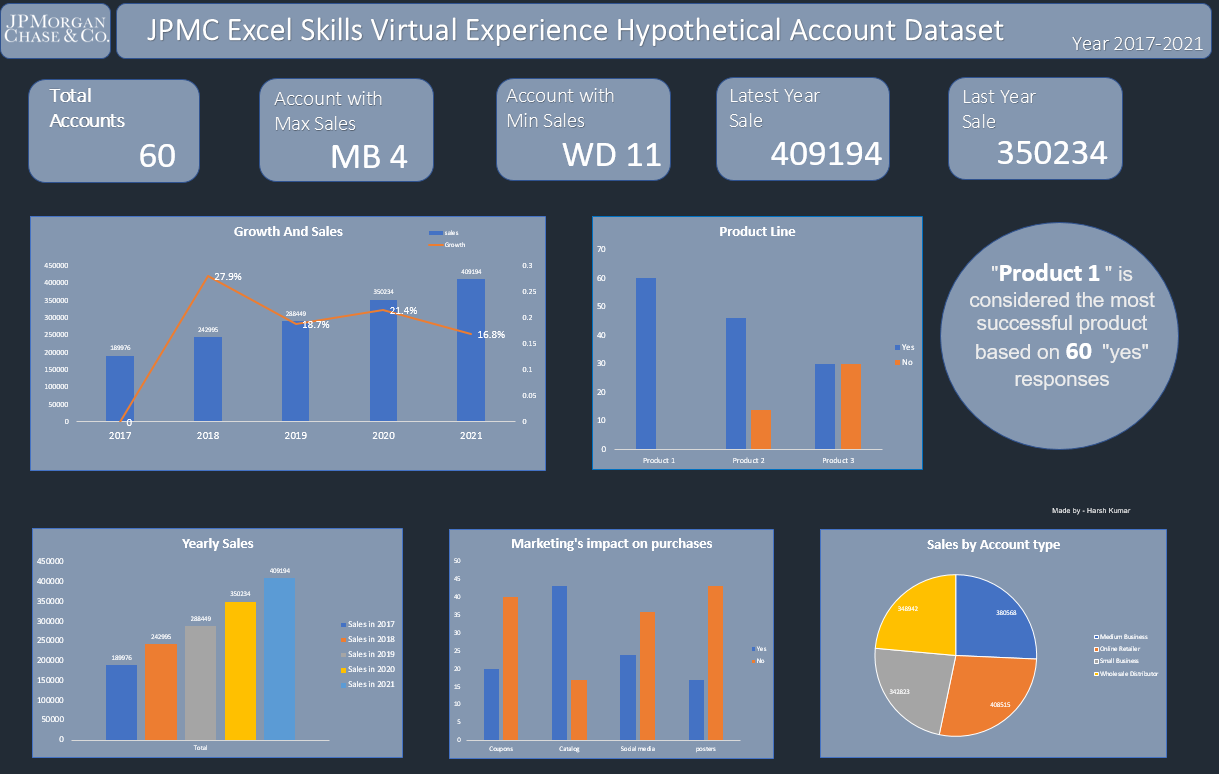 JPMORGAN
CHASE & CO.
JPMC Excel Skills Virtual Experience Hypothetical Account Dataset
Year 2017-2021
Total
Accounts
60
Account with
Max Sales
MB 4
Account with
Min Sales
WD 11
Latest Year
Sale
409194
Last Year
Sale
350234
Growth And Sales
sales
Growth
450000
400000
350000
300000
250000
200000
150000
100000
50000
0
0.3
0.25
0.2
0.15
0.1
0.05
0
189976
242995
288449
350234
409194
0
27.9%
18.7%
21.4%
16.8%
2017
2018
2019
2020
2021
Product Line
70
60
50
40
30
20
10
0
Product 1
Product 2
Product 3
Yes
No
"Product 1 " is
considered the most
successful product
based on 60 "yes"
responses
Made by - Harsh Kumar
Yearly Sales
450000
400000
350000
300000
250000
200000
150000
100000
50000
0
189976
242995
288449
350234
409194
Total
Sales in 2017
Sales in 2018
Sales in 2019
Sales in 2020
Sales in 2021
Marketing's impact on purchases
50
45
40
35
30
25
20
15
10
5
0
Coupons
Catalog
Social media
posters
Yes
No
Sales by Account type
348942
380568
342823
408515
Medium Business
Online Retailer
Small Business
Wholesale Distributor